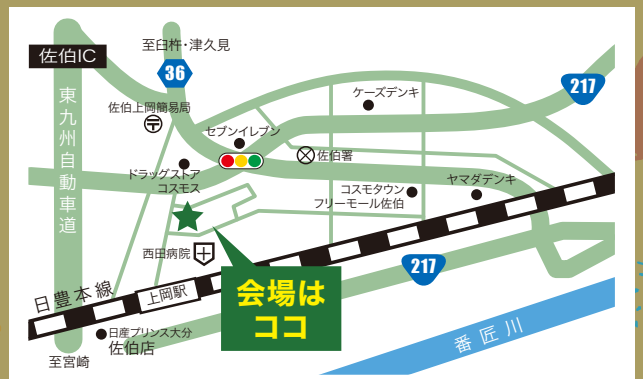 至臼杵・津久見
佐伯IC
36
217
東九州自動車道
ケーズデンキ
佐伯上岡簡易局
セブンイレブン
佐伯署
ドラッグストア
コスモス
コスモタウン
フリーモール佐伯
ヤマダデンキ
西田病院
217
会場は
ココ
日豊本線
上岡駅
日産プリンス大分
佐伯店
番匠川
至宮崎